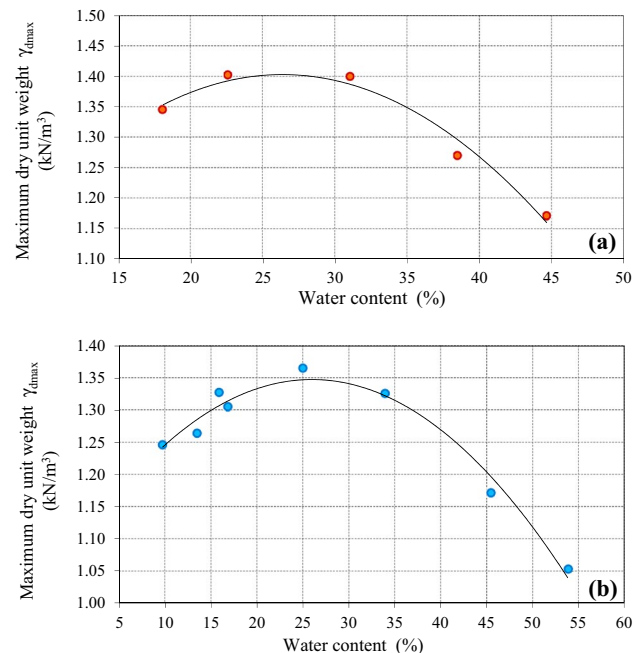 Maximum dry unit weight γdmax
(kN/m³)
1.50
1.45
1.40
1.35
1.30
1.25
1.20
1.15
1.10
(a)
15 20 25 30 35 40 45 50
Water content (%)
Maximum dry unit weight γdmax
(kN/m³)
1.40
1.35
1.30
1.25
1.20
1.15
1.10
1.05
1.00
(b)
5 10 15 20 25 30 35 40 45 50 55 60
Water content (%)